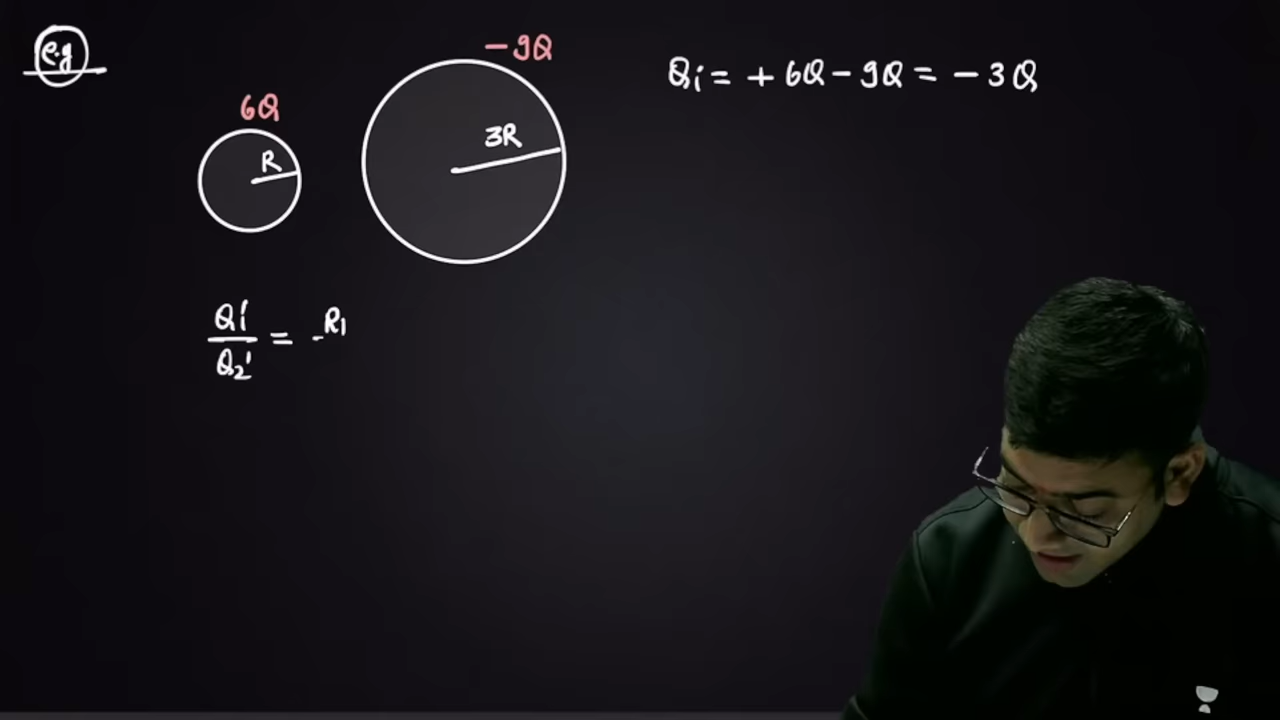 e.g
6Q
R
-9Q
3R
Qi = + 6Q - 9Q = - 3Q
Q1' / Q2' = R1